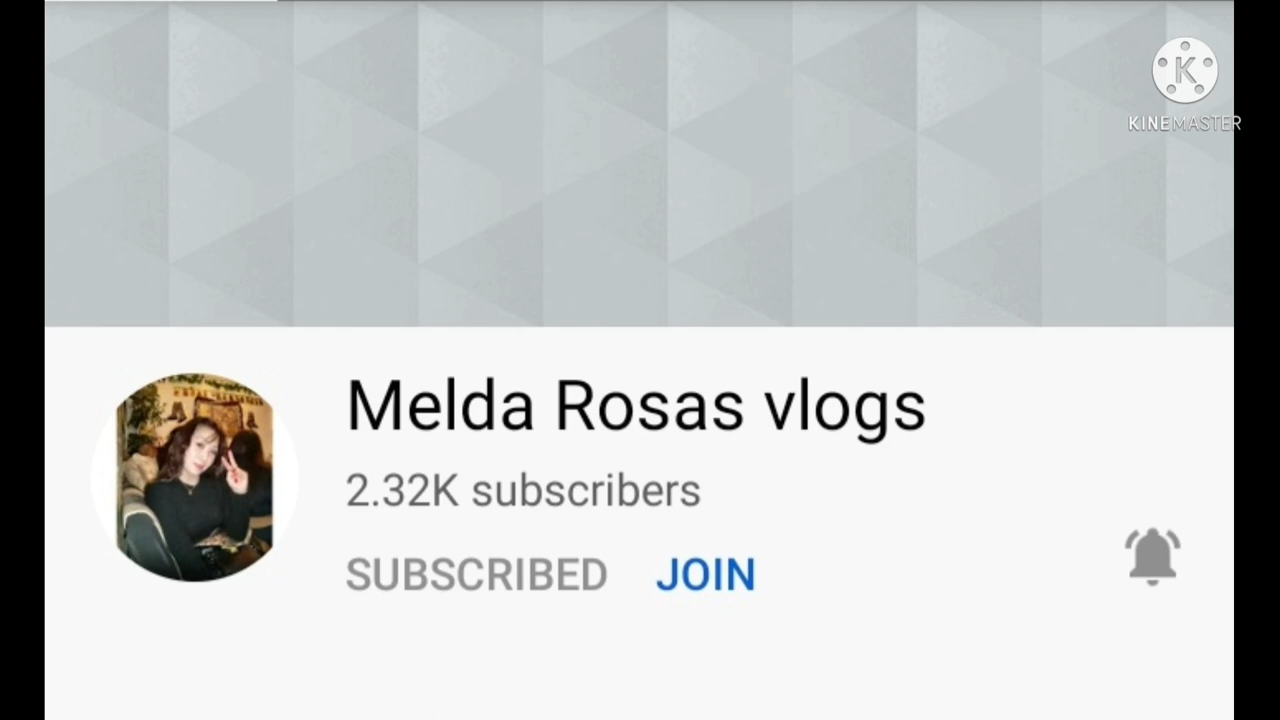 K
KINEMASTER
Melda Rosas vlogs
2.32K subscribers
SUBSCRIBED JOIN